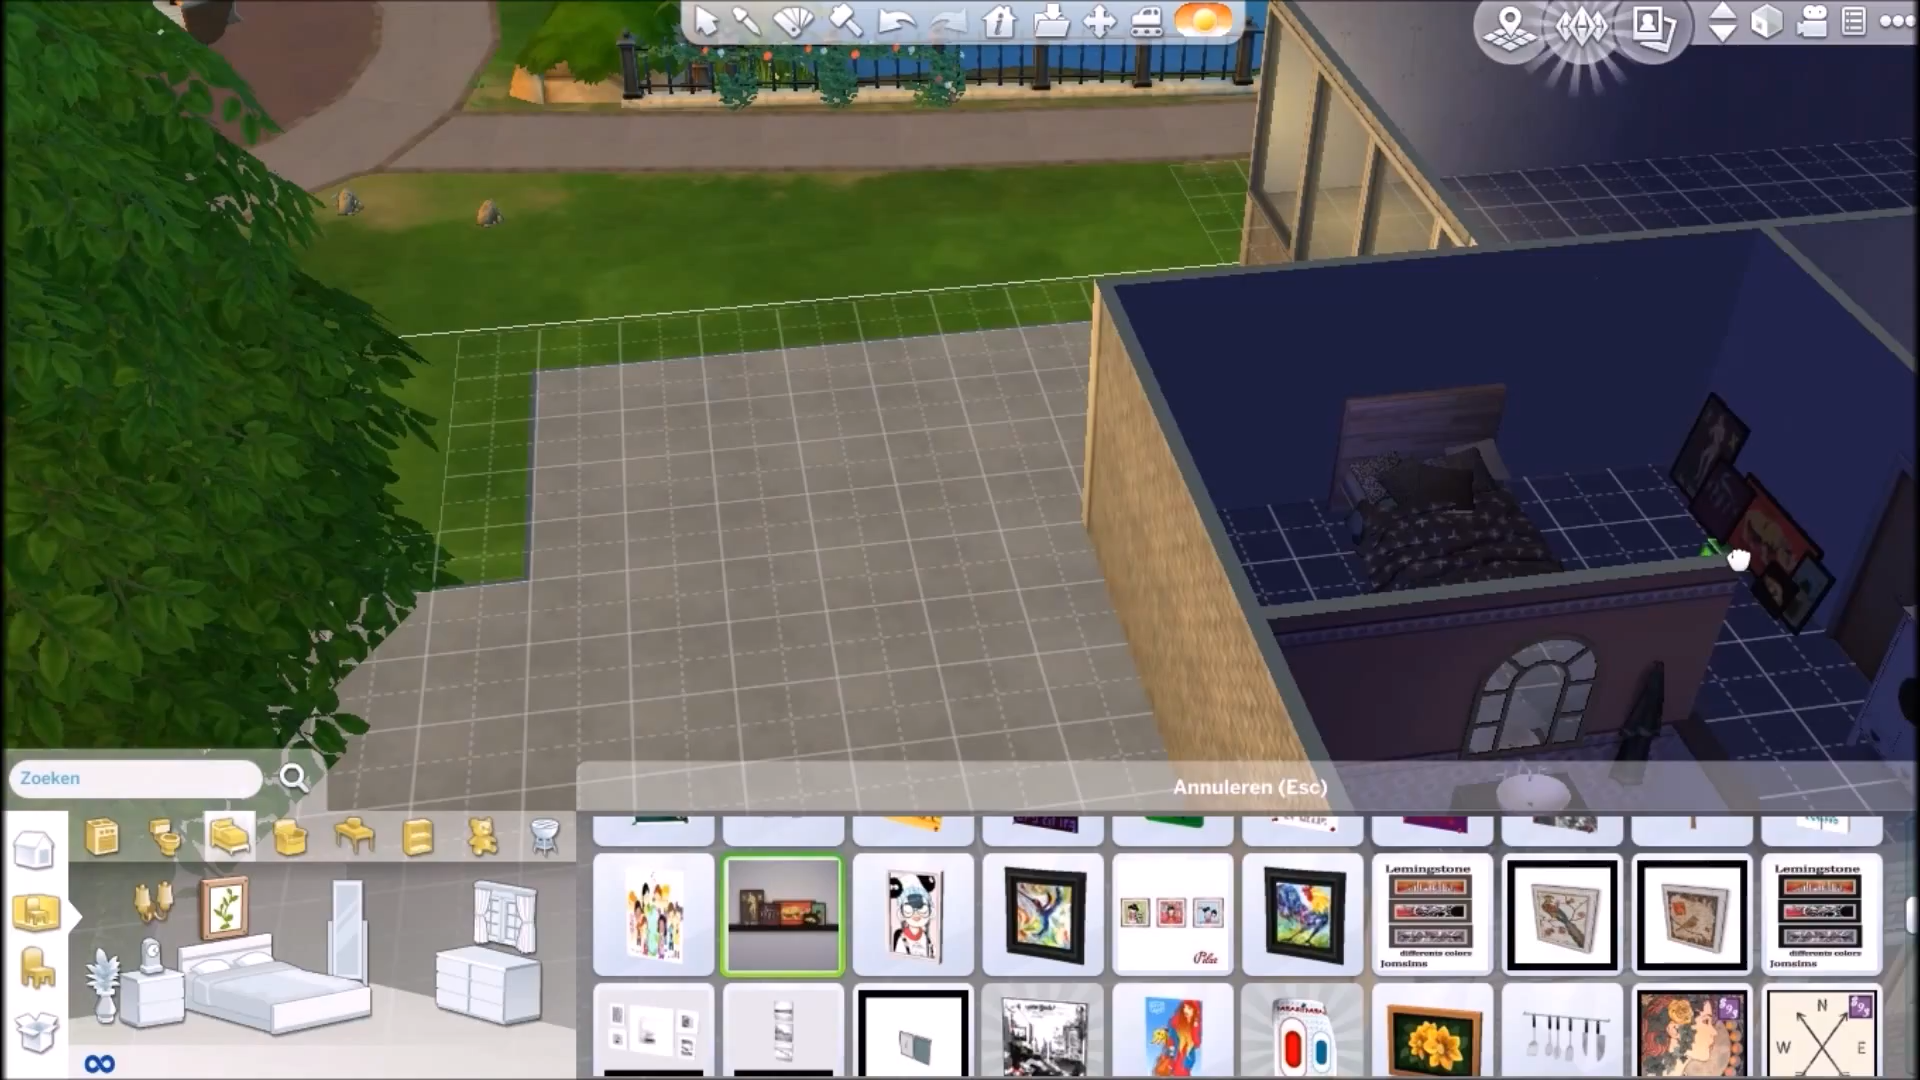 Zoeken
Annuleren (Esc)
Lemingstone
differents colors
Jomsims
Lemingstone
differents colors
Jomsims
Pilar
N
W
E